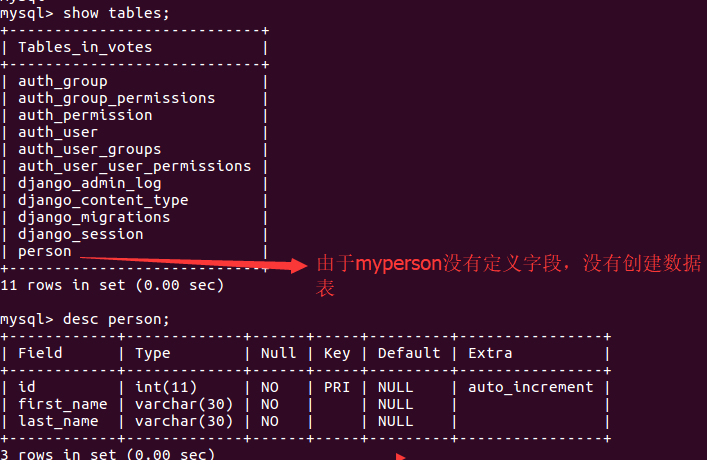 mysql> show tables;
+----------------------------+
| Tables_in_votes            |
+----------------------------+
| auth_group                 |
| auth_group_permissions     |
| auth_permission            |
| auth_user                  |
| auth_user_groups           |
| auth_user_user_permissions |
| django_admin_log           |
| django_content_type        |
| django_migrations          |
| django_session             |
| person                     |
+----------------------------+
由于myperson没有定义字段，没有创建数据
表
11 rows in set (0.00 sec)
mysql> desc person;
+------------+-------------+------+-----+---------+----------------+
| Field      | Type        | Null | Key | Default | Extra          |
+------------+-------------+------+-----+---------+----------------+
| id         | int(11)     | NO   | PRI | NULL    | auto_increment |
| first_name | varchar(30) | NO   |     | NULL    |                |
| last_name  | varchar(30) | NO   |     | NULL    |                |
+------------+-------------+------+-----+---------+----------------+
3 rows in set (0.00 sec)